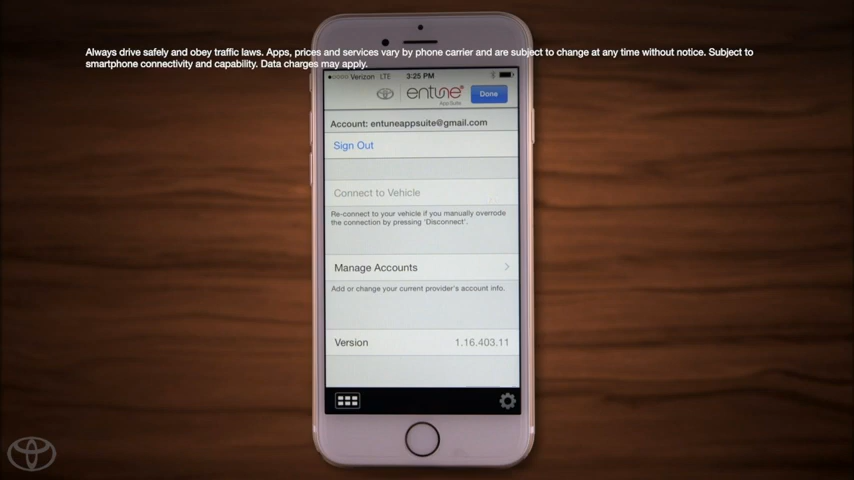 Always drive safely and obey traffic laws. Apps, prices and services vary by phone carrier and are subject to change at any time without notice. Subject to
smartphone connectivity and capability. Data charges may apply.
Verizon LTE 3:25 PM
entune®
App Suite
Done
Account: entuneappsuite@gmail.com
Sign Out
Connect to Vehicle
Re-connect to your vehicle if you manually overrode
the connection by pressing 'Disconnect'.
Manage Accounts
Add or change your current provider's account info.
Version 1.16.403.11